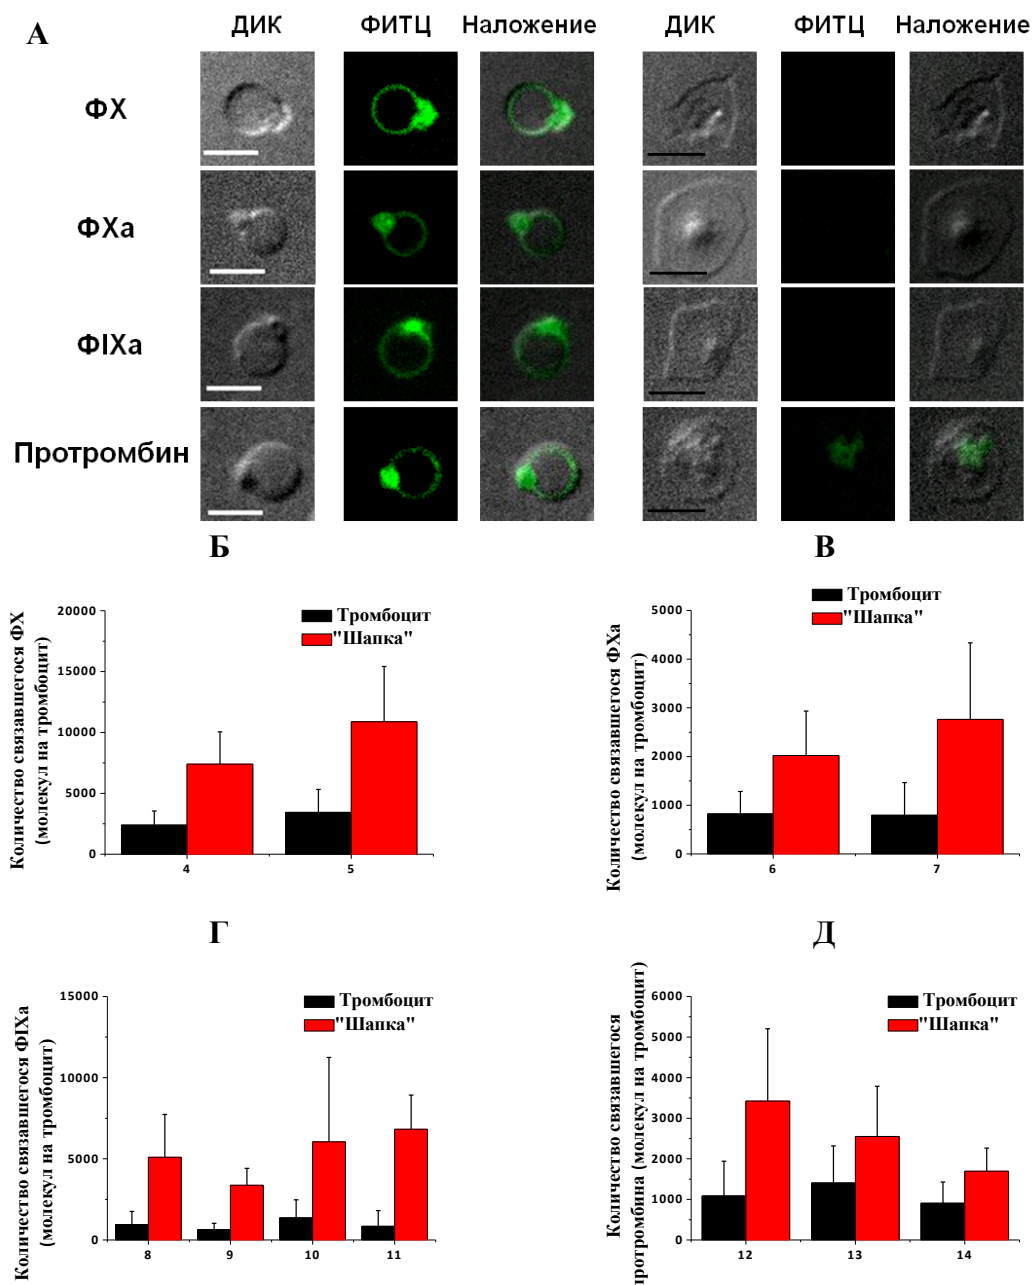 А
ДИК ФИТЦ Наложение ДИК ФИТЦ Наложение
ФХ
ФХа
ФIХа
Протромбин
Б
Количество связавшегося ФХ
(молекул на тромбоцит)
20000
15000
10000
5000
0
Тромбоцит
"Шапка"
4 5
В
Количество связавшегося ФХа
(молекул на тромбоцит)
5000
4000
3000
2000
1000
0
Тромбоцит
"Шапка"
6 7
Г
Количество связавшегося ФIХа
(молекул на тромбоцит)
15000
10000
5000
0
Тромбоцит
"Шапка"
8 9 10 11
Д
Количество связавшегося
протромбина (молекул на тромбоцит)
6000
5000
4000
3000
2000
1000
0
Тромбоцит
"Шапка"
12 13 14